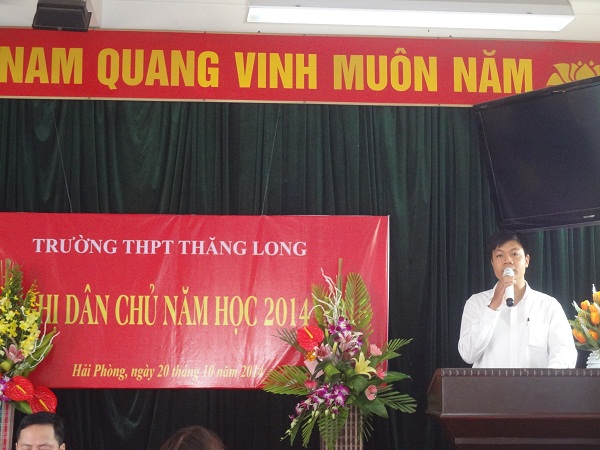 NAM QUANG VINH MUÔN NĂM
TRƯỜNG THPT THĂNG LONG
HI DÂN CHỦ NĂM HỌC 2014
Hải Phòng, ngày 20 tháng 10 năm 2014